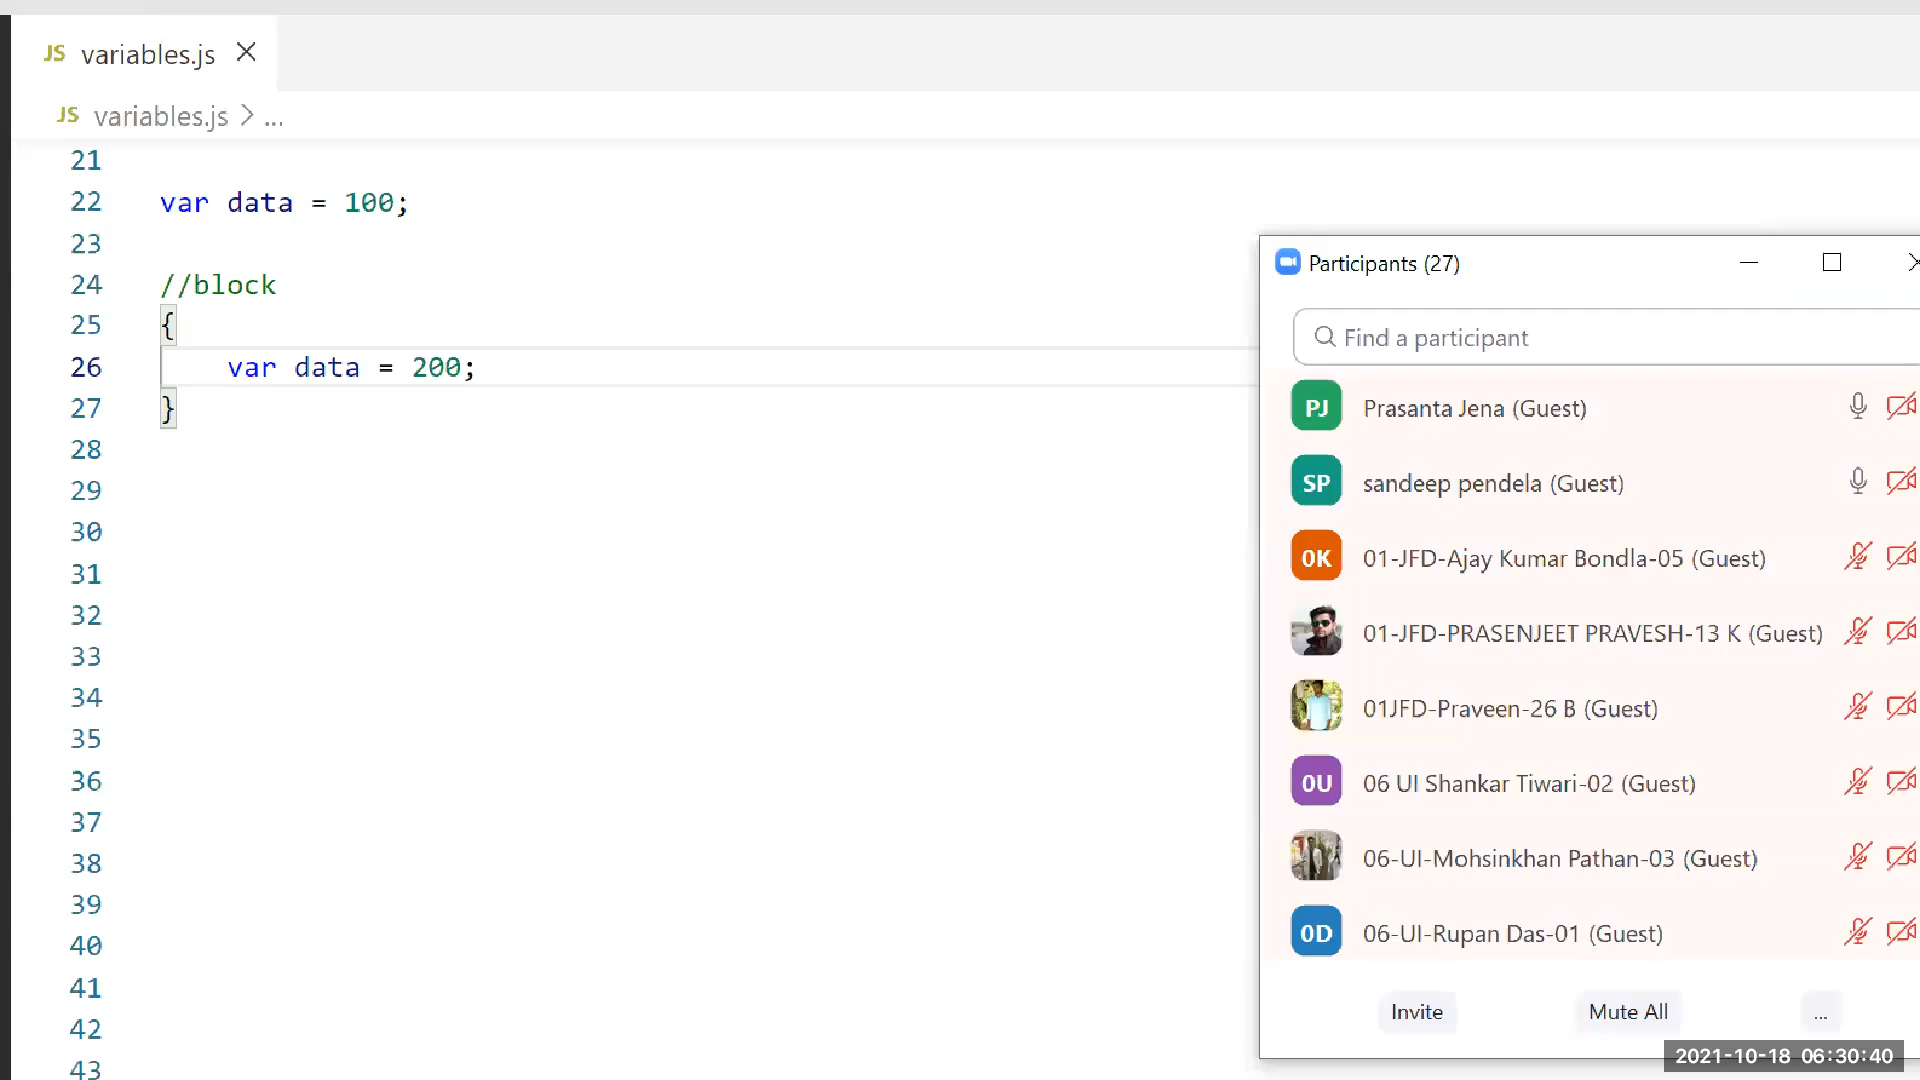 JS variables.js
JS variables.js > ...
21
22 var data = 100;
23
24 //block
25 {
26 var data = 200;
27 }
28
29
30
31
32
33
34
35
36
37
38
39
40
41
42
43
Participants (27)
Find a participant
PJ Prasanta Jena (Guest)
SP sandeep pendela (Guest)
0K 01-JFD-Ajay Kumar Bondla-05 (Guest)
01-JFD-PRASENJEET PRAVESH-13 K (Guest)
01JFD-Praveen-26 B (Guest)
0U 06 UI Shankar Tiwari-02 (Guest)
06-UI-Mohsinkhan Pathan-03 (Guest)
0D 06-UI-Rupan Das-01 (Guest)
Invite Mute All ...
2021-10-18 06:30:40